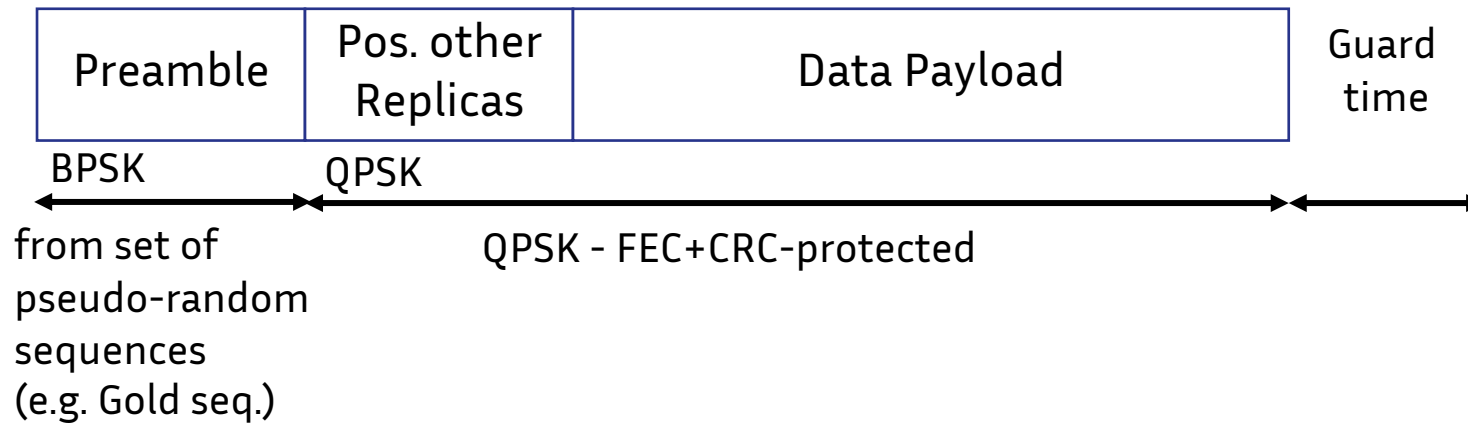 Preamble
Pos. other
Replicas
Data Payload
Guard
time
BPSK
QPSK
from set of
pseudo-random
sequences
(e.g. Gold seq.)
QPSK - FEC+CRC-protected